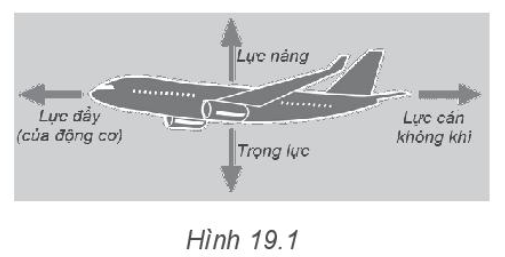 Lực nâng
Lực đẩy
(của động cơ)
Lực cản
không khí
Trọng lực
Hình 19.1